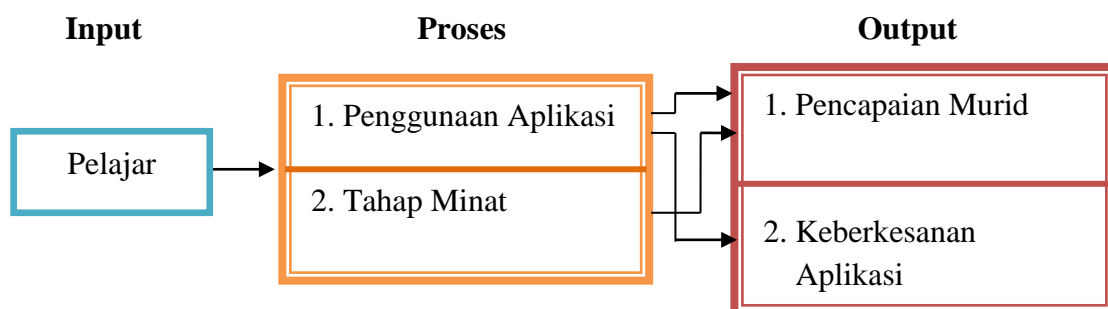 Input
Proses
Output
Pelajar
1. Penggunaan Aplikasi
2. Tahap Minat
1. Pencapaian Murid
2. Keberkesanan
Aplikasi